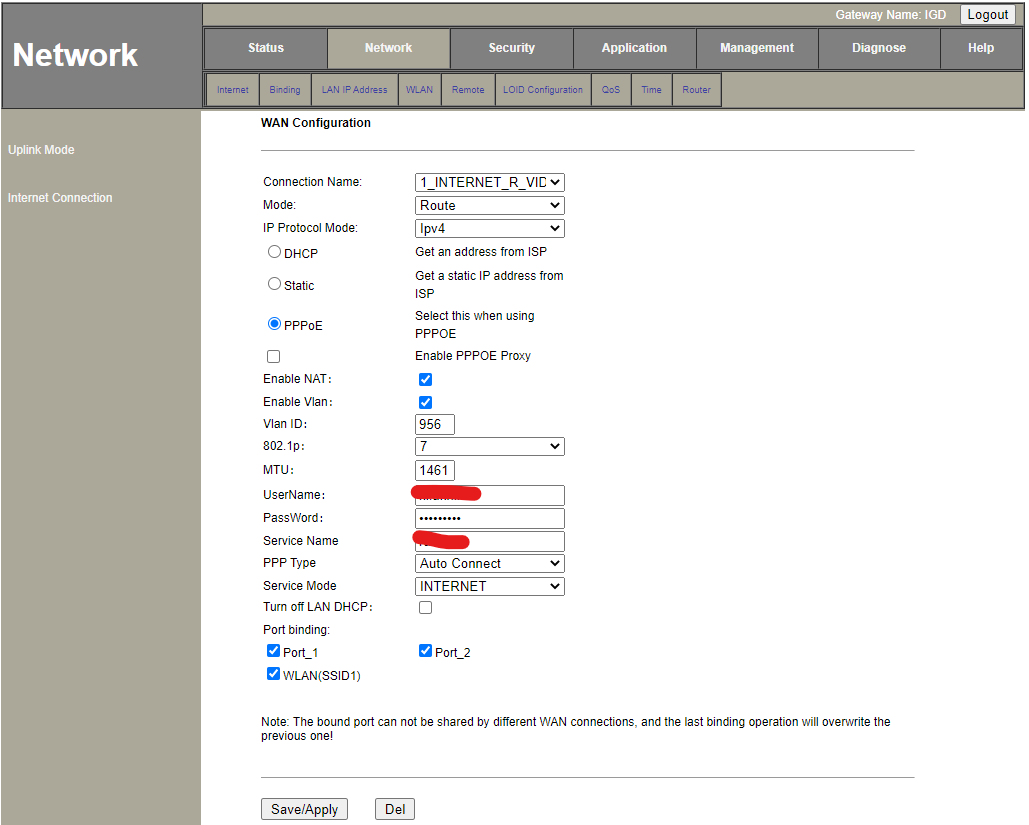 Gateway Name: IGD Logout
Network
Status Network Security Application Management Diagnose Help
Internet Binding LAN IP Address WLAN Remote LOID Configuration QoS Time Router
WAN Configuration
Uplink Mode
Internet Connection
Connection Name: 1_INTERNET_R_VID
Mode: Route
IP Protocol Mode: Ipv4
DHCP Get an address from ISP
Static Get a static IP address from
ISP
PPPoE Select this when using
PPPOE
Enable PPPOE Proxy
Enable NAT:
Enable Vlan:
Vlan ID: 956
802.1p: 7
MTU: 1461
UserName:
PassWord: •••••••••
Service Name
PPP Type Auto Connect
Service Mode INTERNET
Turn off LAN DHCP:
Port binding:
Port_1 Port_2
WLAN(SSID1)
Note: The bound port can not be shared by different WAN connections, and the last binding operation will overwrite the
previous one!
Save/Apply Del